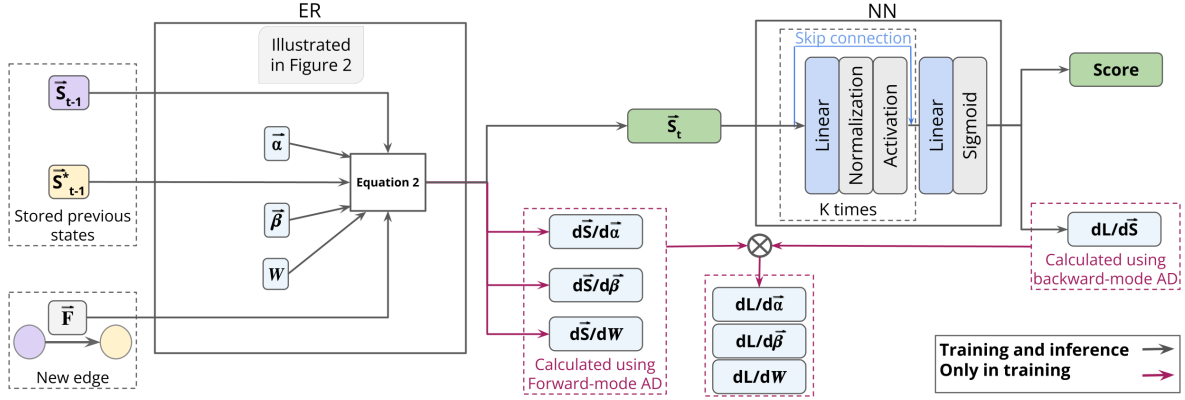 ER
NN
Illustrated
in Figure 2
S⃗t-1
S⃗*t-1
Stored previous
states
α⃗
β⃗
W
Equation 2
F⃗
New edge
S⃗t
Skip connection
Linear
Normalization
Activation
K times
Linear
Sigmoid
Score
dS⃗/dα⃗
dS⃗/dβ⃗
dS⃗/dW
Calculated using
Forward-mode AD
dL/dS⃗
Calculated using
backward-mode AD
dL/dα⃗
dL/dβ⃗
dL/dW
Training and inference
Only in training